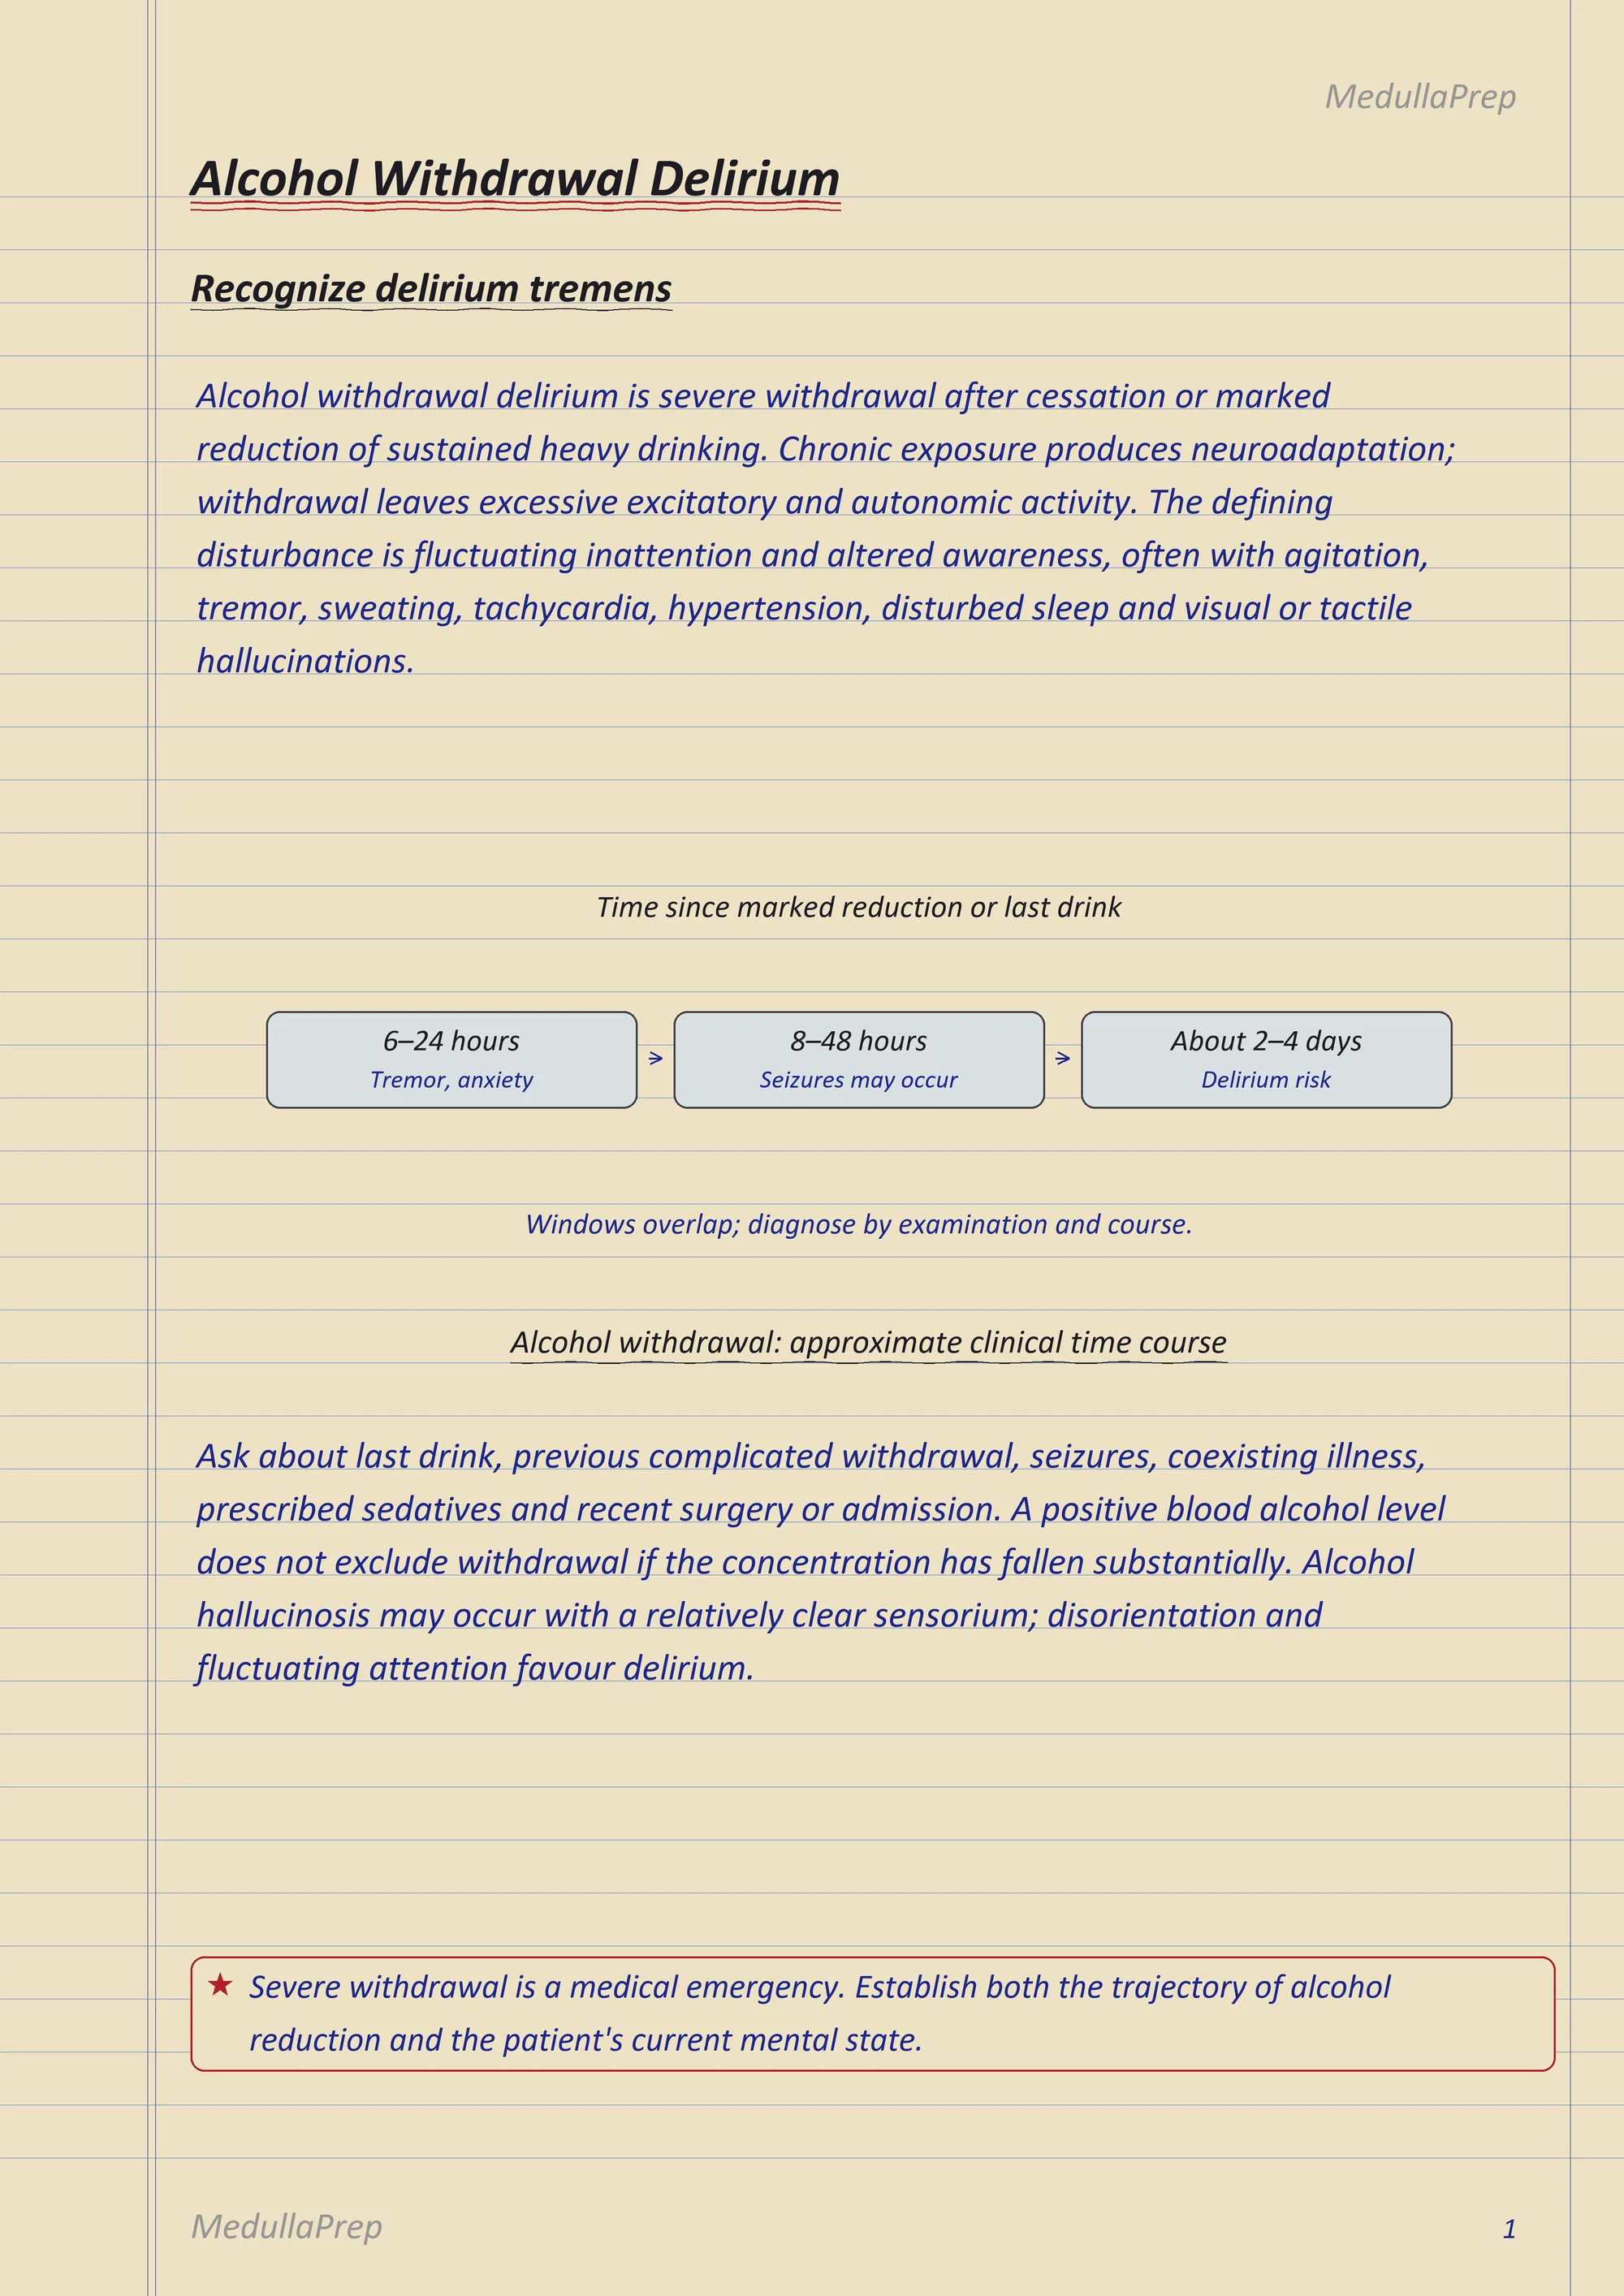 MedullaPrep
Alcohol Withdrawal Delirium
Recognize delirium tremens
Alcohol withdrawal delirium is severe withdrawal after cessation or marked
reduction of sustained heavy drinking. Chronic exposure produces neuroadaptation;
withdrawal leaves excessive excitatory and autonomic activity. The defining
disturbance is fluctuating inattention and altered awareness, often with agitation,
tremor, sweating, tachycardia, hypertension, disturbed sleep and visual or tactile
hallucinations.
Time since marked reduction or last drink
6–24 hours
Tremor, anxiety
8–48 hours
Seizures may occur
About 2–4 days
Delirium risk
Windows overlap; diagnose by examination and course.
Alcohol withdrawal: approximate clinical time course
Ask about last drink, previous complicated withdrawal, seizures, coexisting illness,
prescribed sedatives and recent surgery or admission. A positive blood alcohol level
does not exclude withdrawal if the concentration has fallen substantially. Alcohol
hallucinosis may occur with a relatively clear sensorium; disorientation and
fluctuating attention favour delirium.
★ Severe withdrawal is a medical emergency. Establish both the trajectory of alcohol
reduction and the patient's current mental state.
MedullaPrep
1